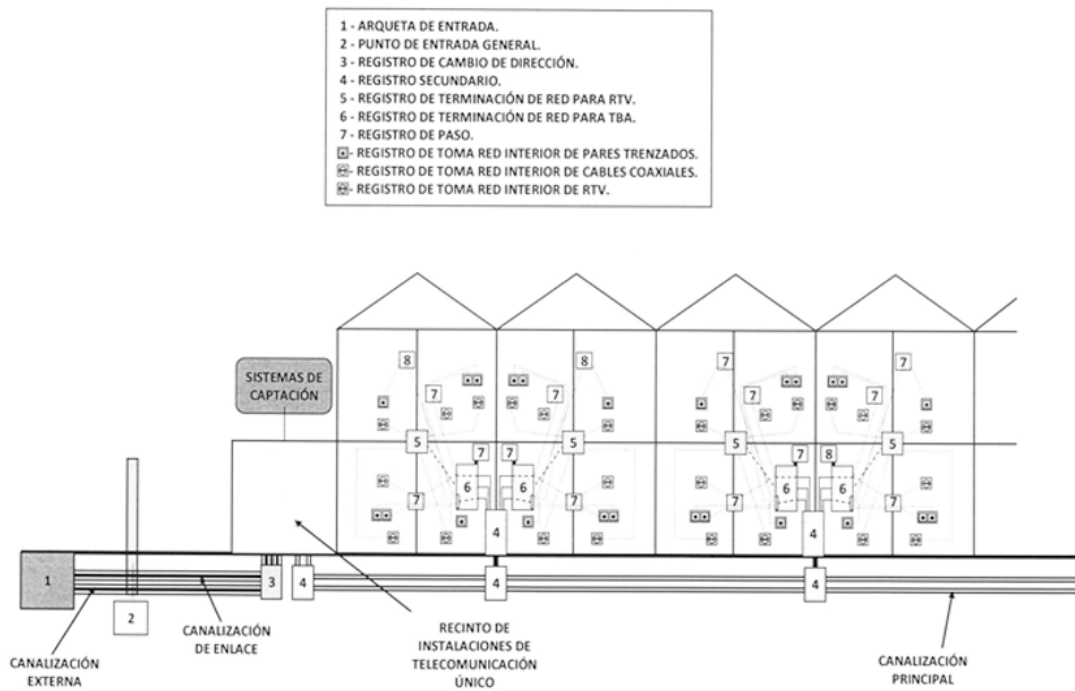 1 - ARQUETA DE ENTRADA.
2 - PUNTO DE ENTRADA GENERAL.
3 - REGISTRO DE CAMBIO DE DIRECCIÓN.
4 - REGISTRO SECUNDARIO.
5 - REGISTRO DE TERMINACIÓN DE RED PARA RTV.
6 - REGISTRO DE TERMINACIÓN DE RED PARA TBA.
7 - REGISTRO DE PASO.
- REGISTRO DE TOMA RED INTERIOR DE PARES TRENZADOS.
- REGISTRO DE TOMA RED INTERIOR DE CABLES COAXIALES.
- REGISTRO DE TOMA RED INTERIOR DE RTV.
8 8 7 7
SISTEMAS DE
CAPTACIÓN
7 7 7 7
5 5 5 5
7 7 7 8
6 6 6 6
7 7 7 7
4 4
1 3 4 4 4
2
CANALIZACIÓN
DE ENLACE
RECINTO DE
INSTALACIONES DE
TELECOMUNICACIÓN
ÚNICO
CANALIZACIÓN
EXTERNA
CANALIZACIÓN
PRINCIPAL